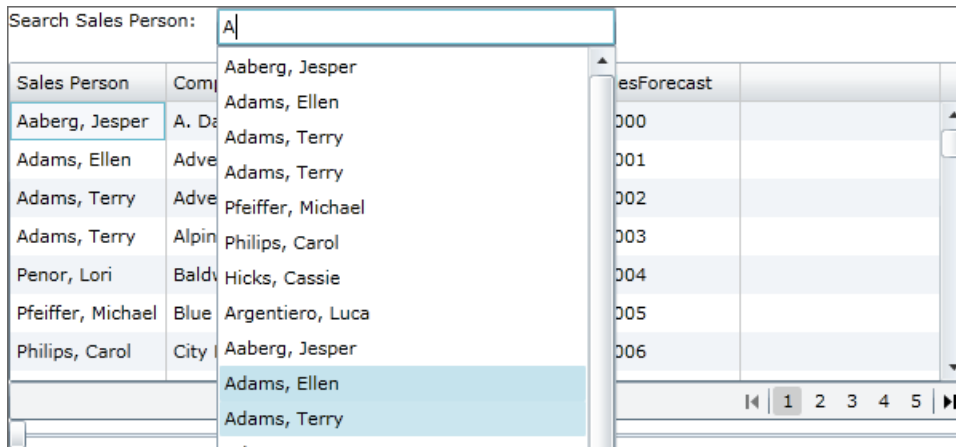 Search Sales Person: A
Aaberg, Jesper
Adams, Ellen
Adams, Terry
Adams, Terry
Pfeiffer, Michael
Philips, Carol
Hicks, Cassie
Argentiero, Luca
Aaberg, Jesper
Adams, Ellen
Adams, Terry
Sales Person Comp esForecast
Aaberg, Jesper A. Da 000
Adams, Ellen Adve 001
Adams, Terry Adve 002
Adams, Terry Alpin 003
Penor, Lori Baldw 004
Pfeiffer, Michael Blue 005
Philips, Carol City 006
1 2 3 4 5